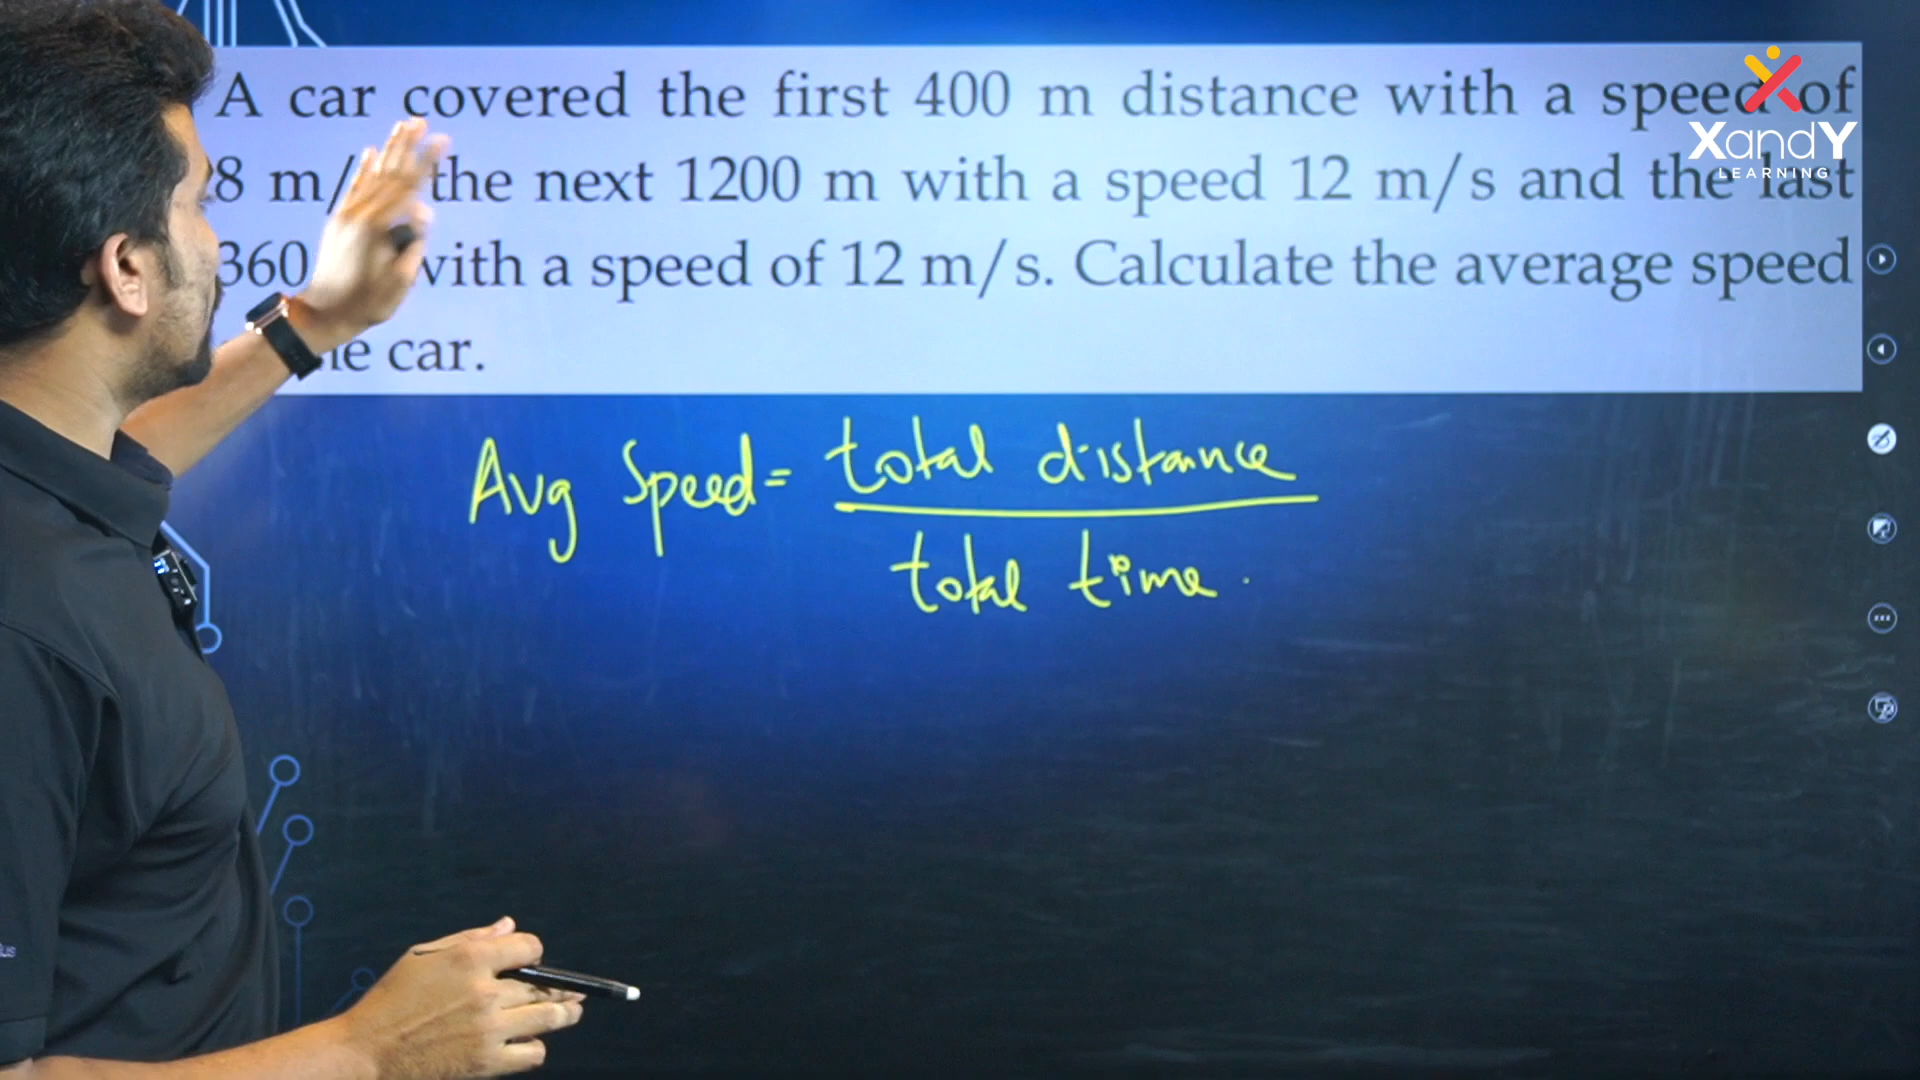 A car covered the first 400 m distance with a speed of
8 m/ the next 1200 m with a speed 12 m/s and the last
360 with a speed of 12 m/s. Calculate the average speed
car.
XandY
LEARNING
Avg Speed = total distance
total time.